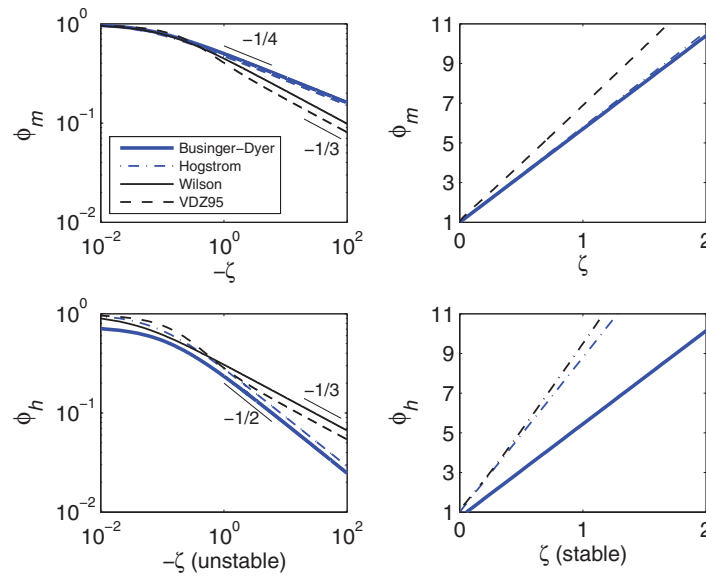 10^0
10^-1
10^-2
ϕ_m
−1/4
−1/3
Businger−Dyer
Hogstrom
Wilson
VDZ95
10^-2
10^0
10^2
−ζ
11
9
7
5
3
1
ϕ_m
0
1
2
ζ
10^0
10^-1
10^-2
ϕ_h
−1/3
−1/2
10^-2
10^0
10^2
−ζ (unstable)
11
9
7
5
3
1
ϕ_h
0
1
2
ζ (stable)